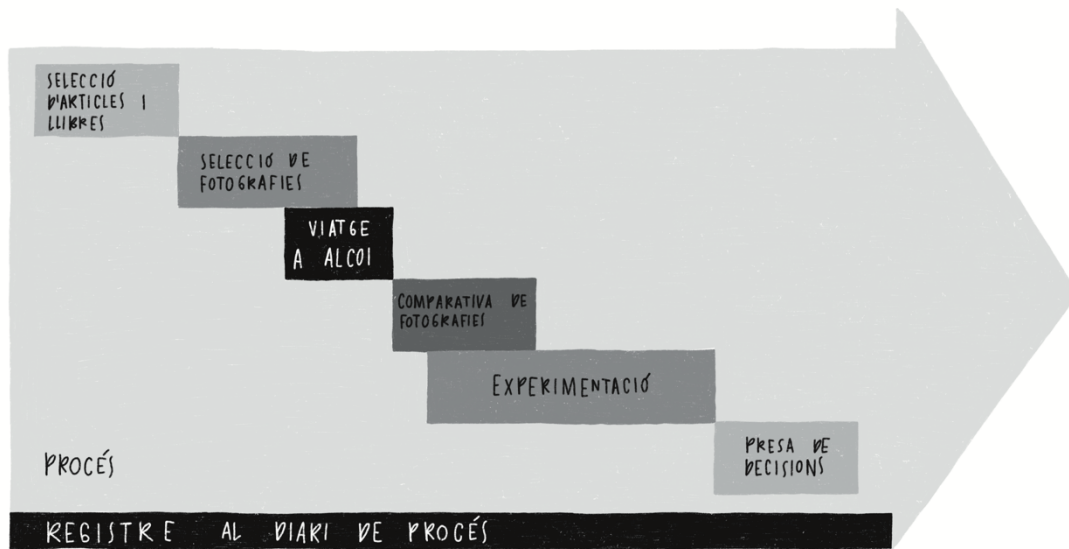 SELECCIÓ
D'ARTICLES I
LLIBRES
SELECCIÓ DE
FOTOGRAFIES
VIATGE
A ALCOI
COMPARATIVA DE
FOTOGRAFIES
EXPERIMENTACIÓ
PRESA DE
DECISIONS
PROCÉS
REGISTRE AL DIARI DE PROCÉS